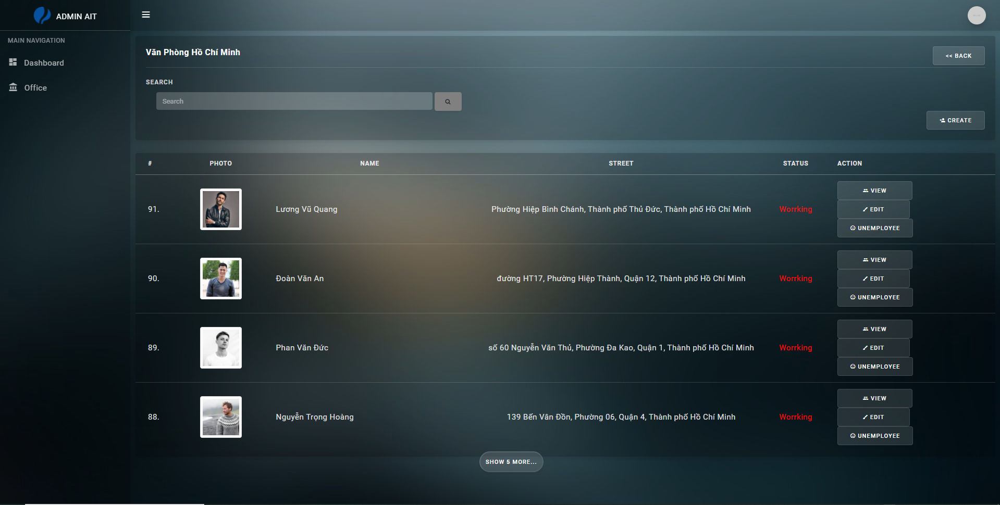 ADMIN AIT
MAIN NAVIGATION
Dashboard
Office
Văn Phòng Hồ Chí Minh
<< BACK
SEARCH
Search
CREATE
# PHOTO NAME STREET STATUS ACTION
91. Lương Vũ Quang Phường Hiệp Bình Chánh, Thành phố Thủ Đức, Thành phố Hồ Chí Minh Worrking
VIEW
EDIT
UNEMPLOYEE
90. Đoàn Văn An đường HT17, Phường Hiệp Thành, Quận 12, Thành phố Hồ Chí Minh Worrking
VIEW
EDIT
UNEMPLOYEE
89. Phan Văn Đức số 60 Nguyễn Văn Thủ, Phường Đa Kao, Quận 1, Thành phố Hồ Chí Minh Worrking
VIEW
EDIT
UNEMPLOYEE
88. Nguyễn Trọng Hoàng 139 Bến Vân Đồn, Phường 06, Quận 4, Thành phố Hồ Chí Minh Worrking
VIEW
EDIT
UNEMPLOYEE
SHOW 5 MORE...